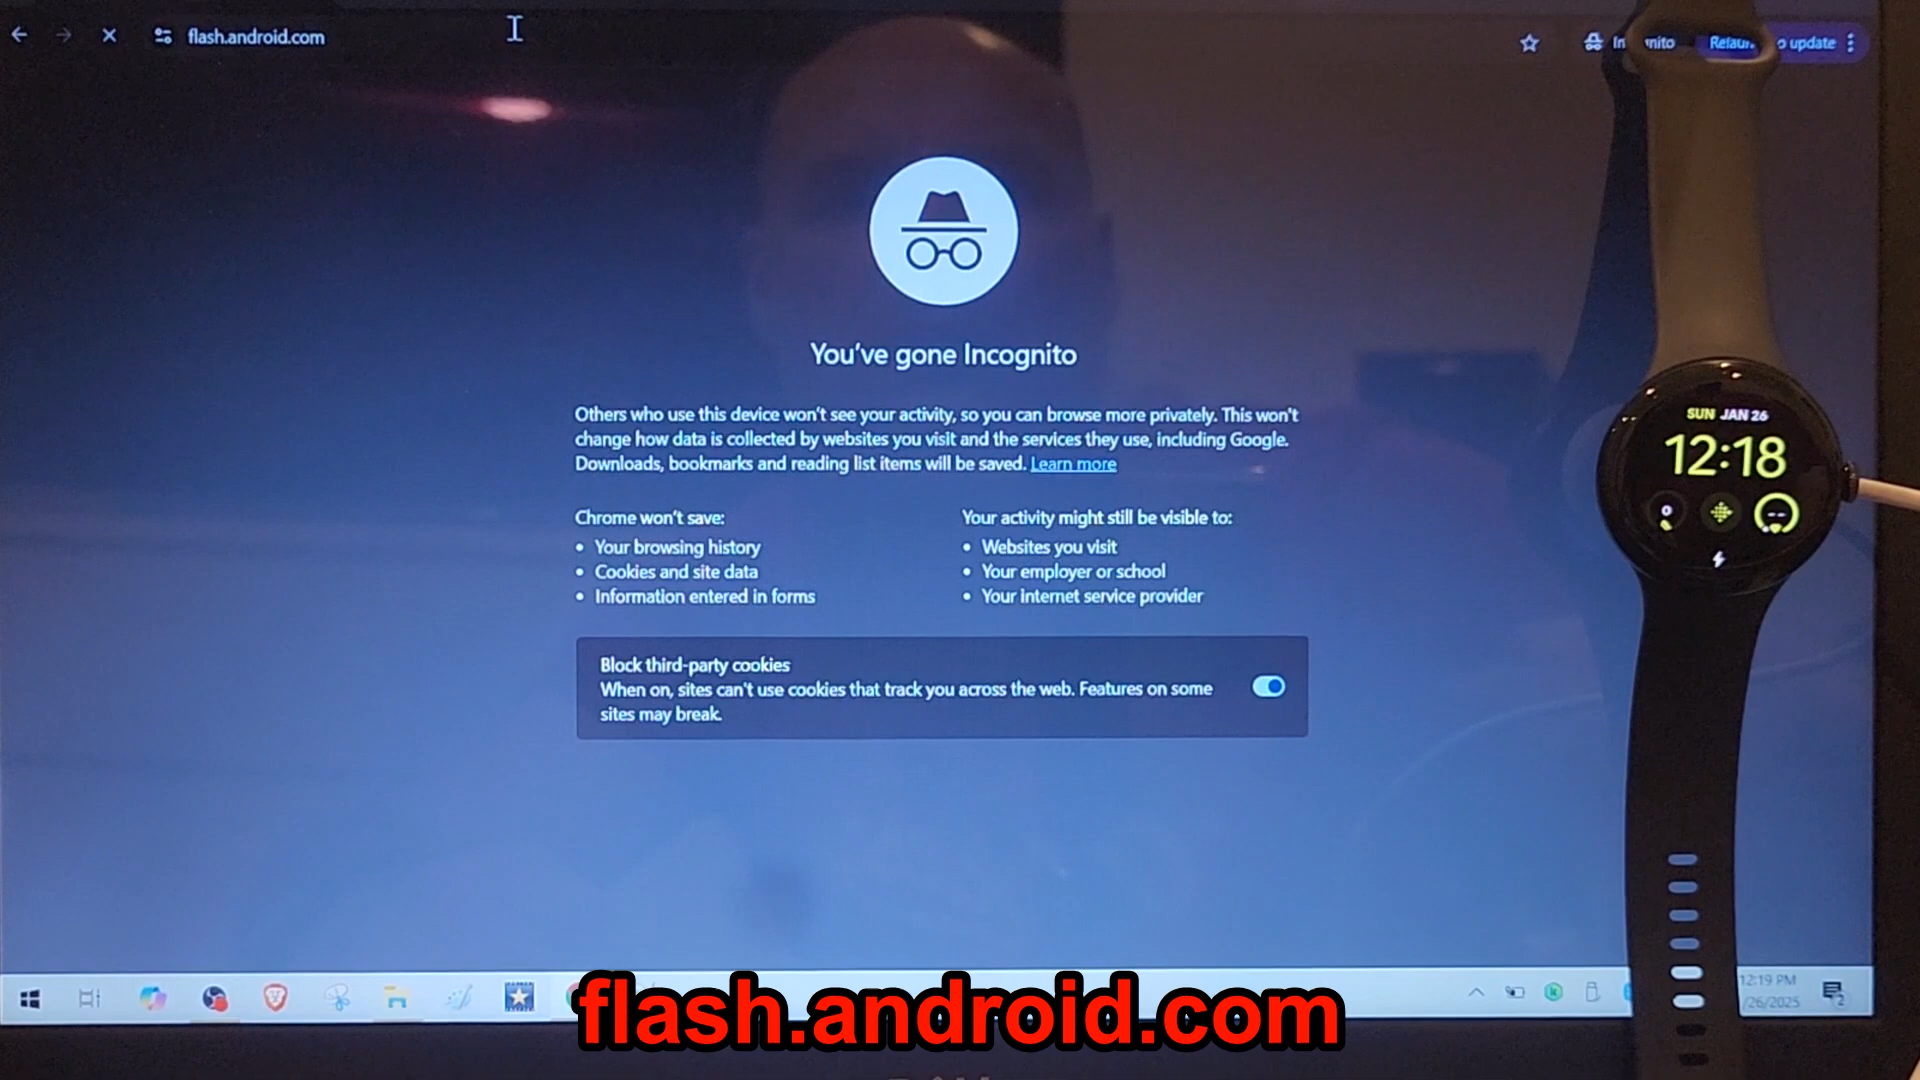 flash.android.com
SUN JAN 26
12:18
0
--
You've gone Incognito
Others who use this device won't see your activity, so you can browse more privately. This won't
change how data is collected by websites you visit and the services they use, including Google.
Downloads, bookmarks and reading list items will be saved. Learn more
Chrome won't save:
Your browsing history
Cookies and site data
Information entered in forms
Your activity might still be visible to:
Websites you visit
Your employer or school
Your internet service provider
Block third-party cookies
When on, sites can't use cookies that track you across the web. Features on some
sites may break.
12:19 PM
/26/2025
2
flash.android.com